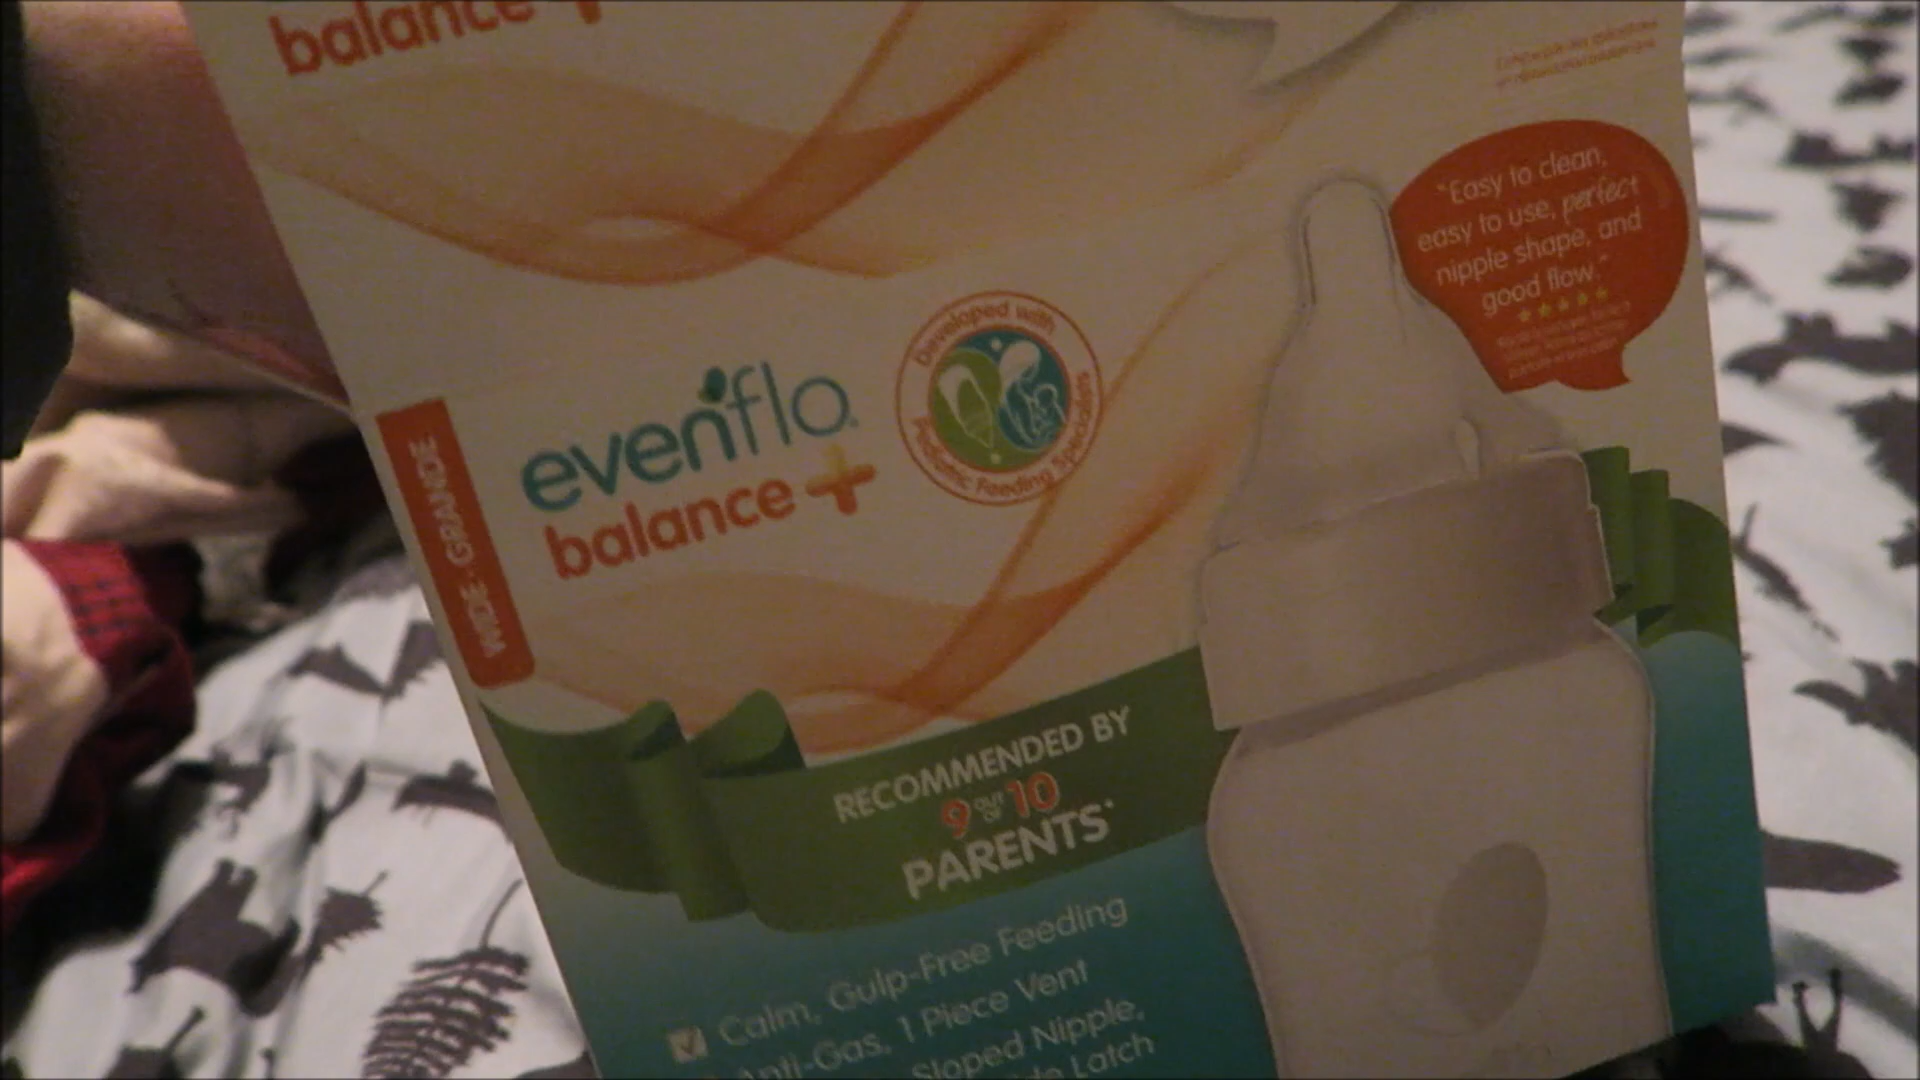 balance+
"Easy to clean,
easy to use, perfect
nipple shape, and
good flow."
evenflo
balance+
Developed with
Pediatric Feeding Specialists
WIDE · GRANDE
RECOMMENDED BY
9 OUT OF 10
PARENTS*
Calm, Gulp-Free Feeding
Anti-Gas, 1 Piece Vent
Sloped Nipple,
Latch